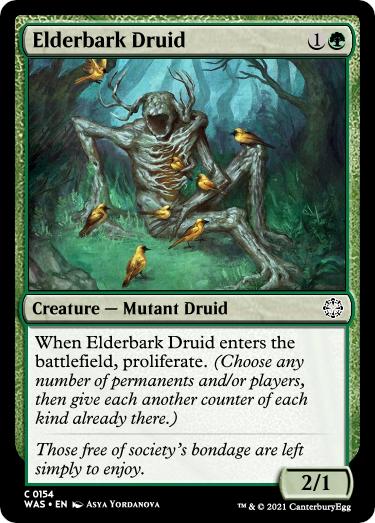 Elderbark Druid 1
Creature — Mutant Druid
When Elderbark Druid enters the
battlefield, proliferate. (Choose any
number of permanents and/or players,
then give each another counter of each
kind already there.)
Those free of society's bondage are left
simply to enjoy.
2/1
C 0154
WAS • EN Asya Yordanova
™ & © 2021 CanterburyEgg